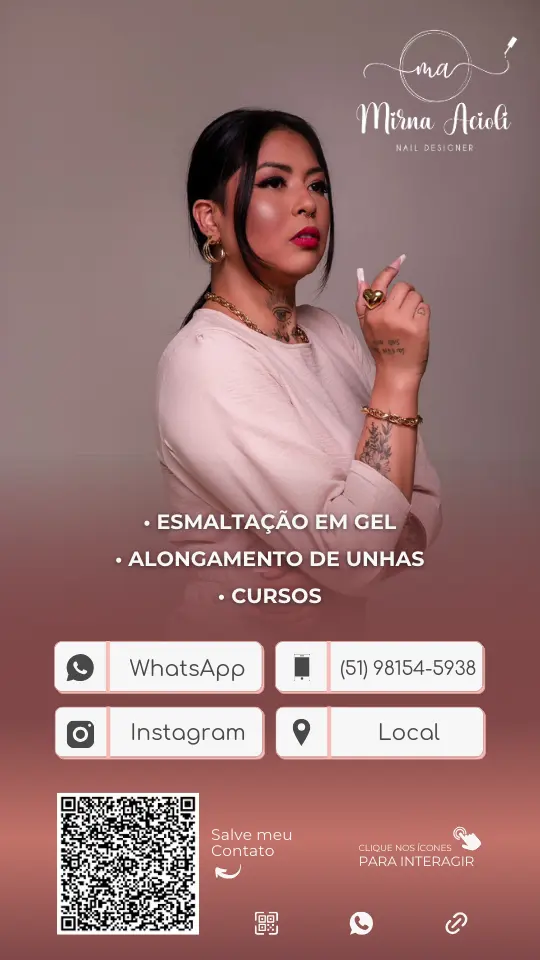 ma
Mirna Acioli
NAIL DESIGNER
• ESMALTAÇÃO EM GEL
• ALONGAMENTO DE UNHAS
• CURSOS
WhatsApp
(51) 98154-5938
Instagram
Local
Salve meu
Contato
CLIQUE NOS ÍCONES
PARA INTERAGIR